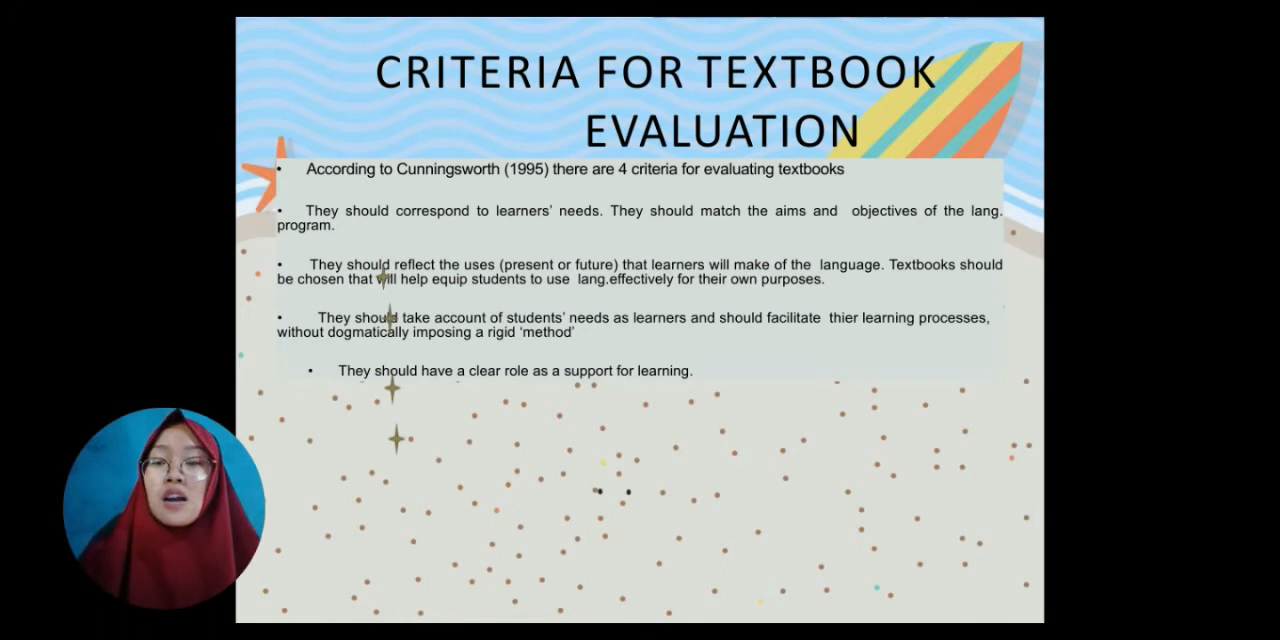 CRITERIA FOR TEXTBOOK
EVALUATION
• According to Cunningsworth (1995) there are 4 criteria for evaluating textbooks
• They should correspond to learners' needs. They should match the aims and objectives of the lang.
program.
• They should reflect the uses (present or future) that learners will make of the language. Textbooks should
be chosen that will help equip students to use lang.effectively for their own purposes.
• They should take account of students' needs as learners and should facilitate thier learning processes,
without dogmatically imposing a rigid 'method'
• They should have a clear role as a support for learning.